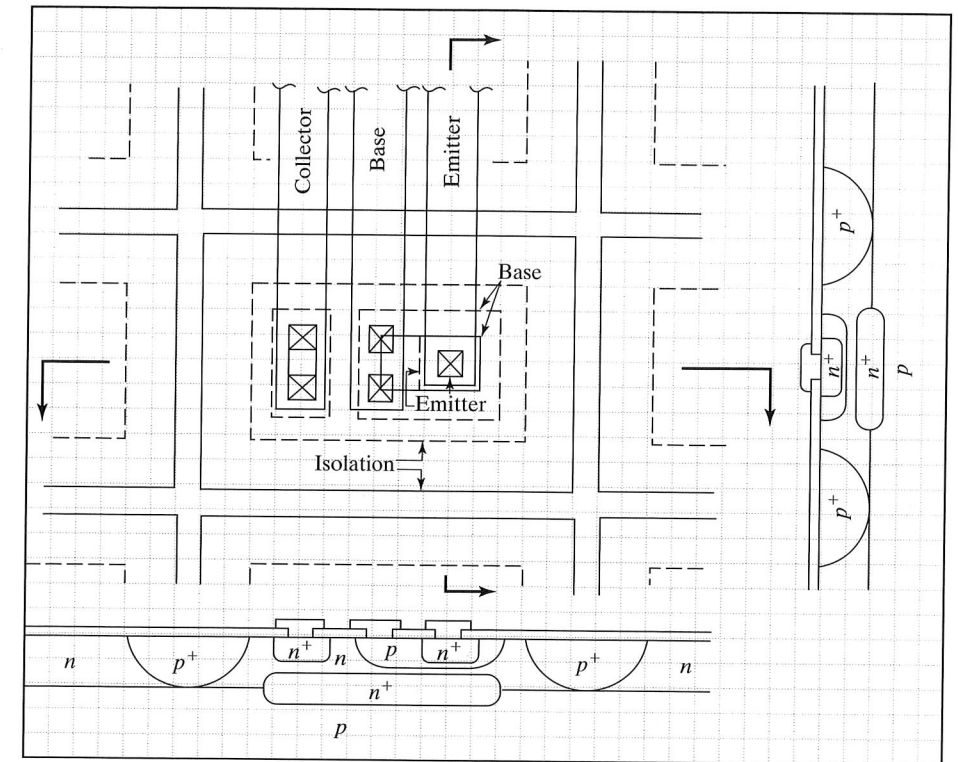 Collector
Base
Emitter
Base
Emitter
Isolation
p+
n+
n+
p
p+
n
p+
n+
n
p
n+
p+
n
n+
p